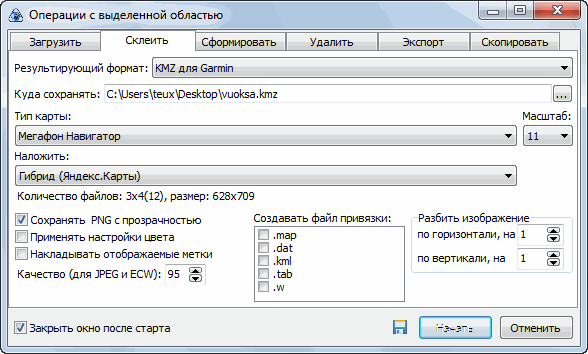 Операции с выделенной областью
Загрузить Склеить Сформировать Удалить Экспорт Скопировать
Результирующий формат: KMZ для Garmin
Куда сохранять: C:\Users\teux\Desktop\vuoksa.kmz ...
Тип карты: Масштаб:
Мегафон Навигатор 11
Наложить:
Гибрид (Яндекс.Карты)
Количество файлов: 3x4(12), размер: 628x709
Сохранять PNG с прозрачностью
Применять настройки цвета
Накладывать отображаемые метки
Качество (для JPEG и ECW): 95
Создавать файл привязки:
.map
.dat
.kml
.tab
.w
Разбить изображение
по горизонтали, на 1
по вертикали, на 1
Закрыть окно после старта Начать Отменить